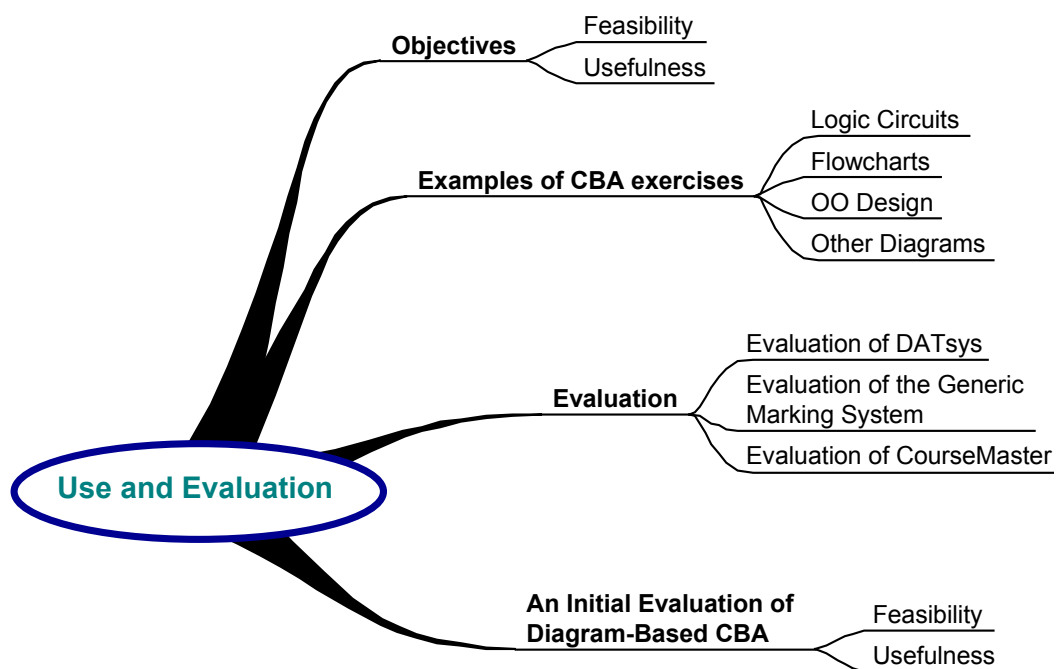 Use and Evaluation
Objectives
Feasibility
Usefulness
Examples of CBA exercises
Logic Circuits
Flowcharts
OO Design
Other Diagrams
Evaluation
Evaluation of DATsys
Evaluation of the Generic
Marking System
Evaluation of CourseMaster
An Initial Evaluation of
Diagram-Based CBA
Feasibility
Usefulness